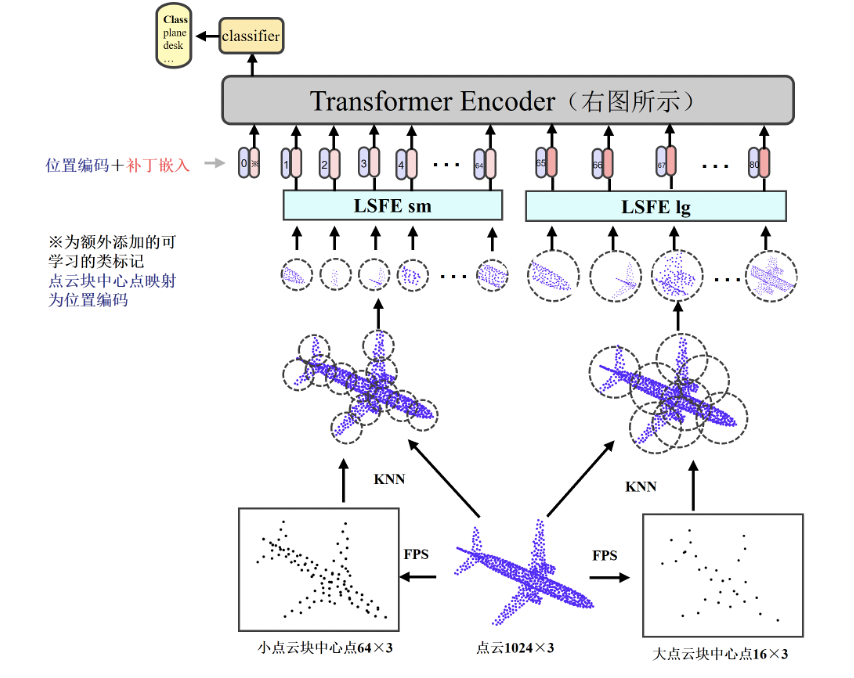 Class
plane
desk
...
classifier
Transformer Encoder（右图所示）
位置编码＋补丁嵌入
0 ※
1
2
3
4
...
64
65
66
67
...
80
LSFE sm
LSFE lg
※为额外添加的可
学习的类标记
点云块中心点映射
为位置编码
...
...
KNN
KNN
FPS
FPS
小点云块中心点64×3
点云1024×3
大点云块中心点16×3